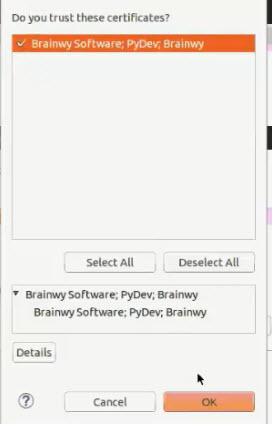 Do you trust these certificates?
Brainwy Software; PyDev; Brainwy
Select All
Deselect All
Brainwy Software; PyDev; Brainwy
Brainwy Software; PyDev; Brainwy
Details
?
Cancel
OK